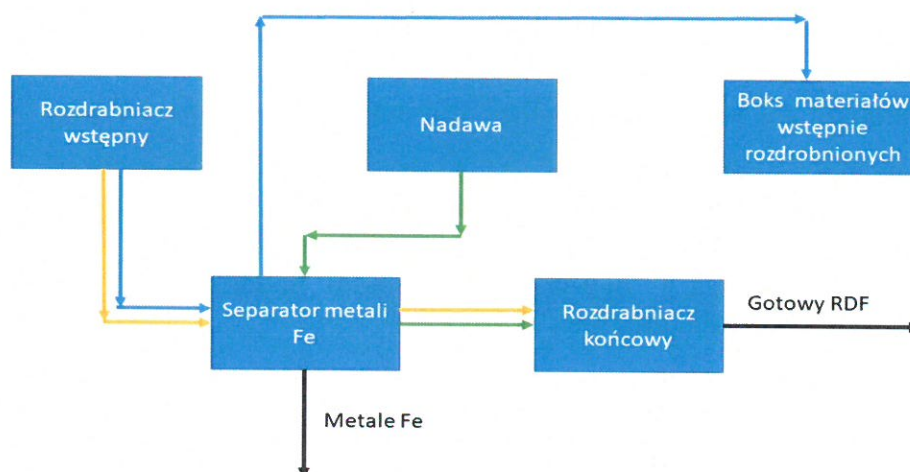 Rozdrabniacz
wstępny
Nadawa
Boks materiałów
wstępnie
rozdrobnionych
Separator metali
Fe
Rozdrabniacz
końcowy
Gotowy RDF
Metale Fe